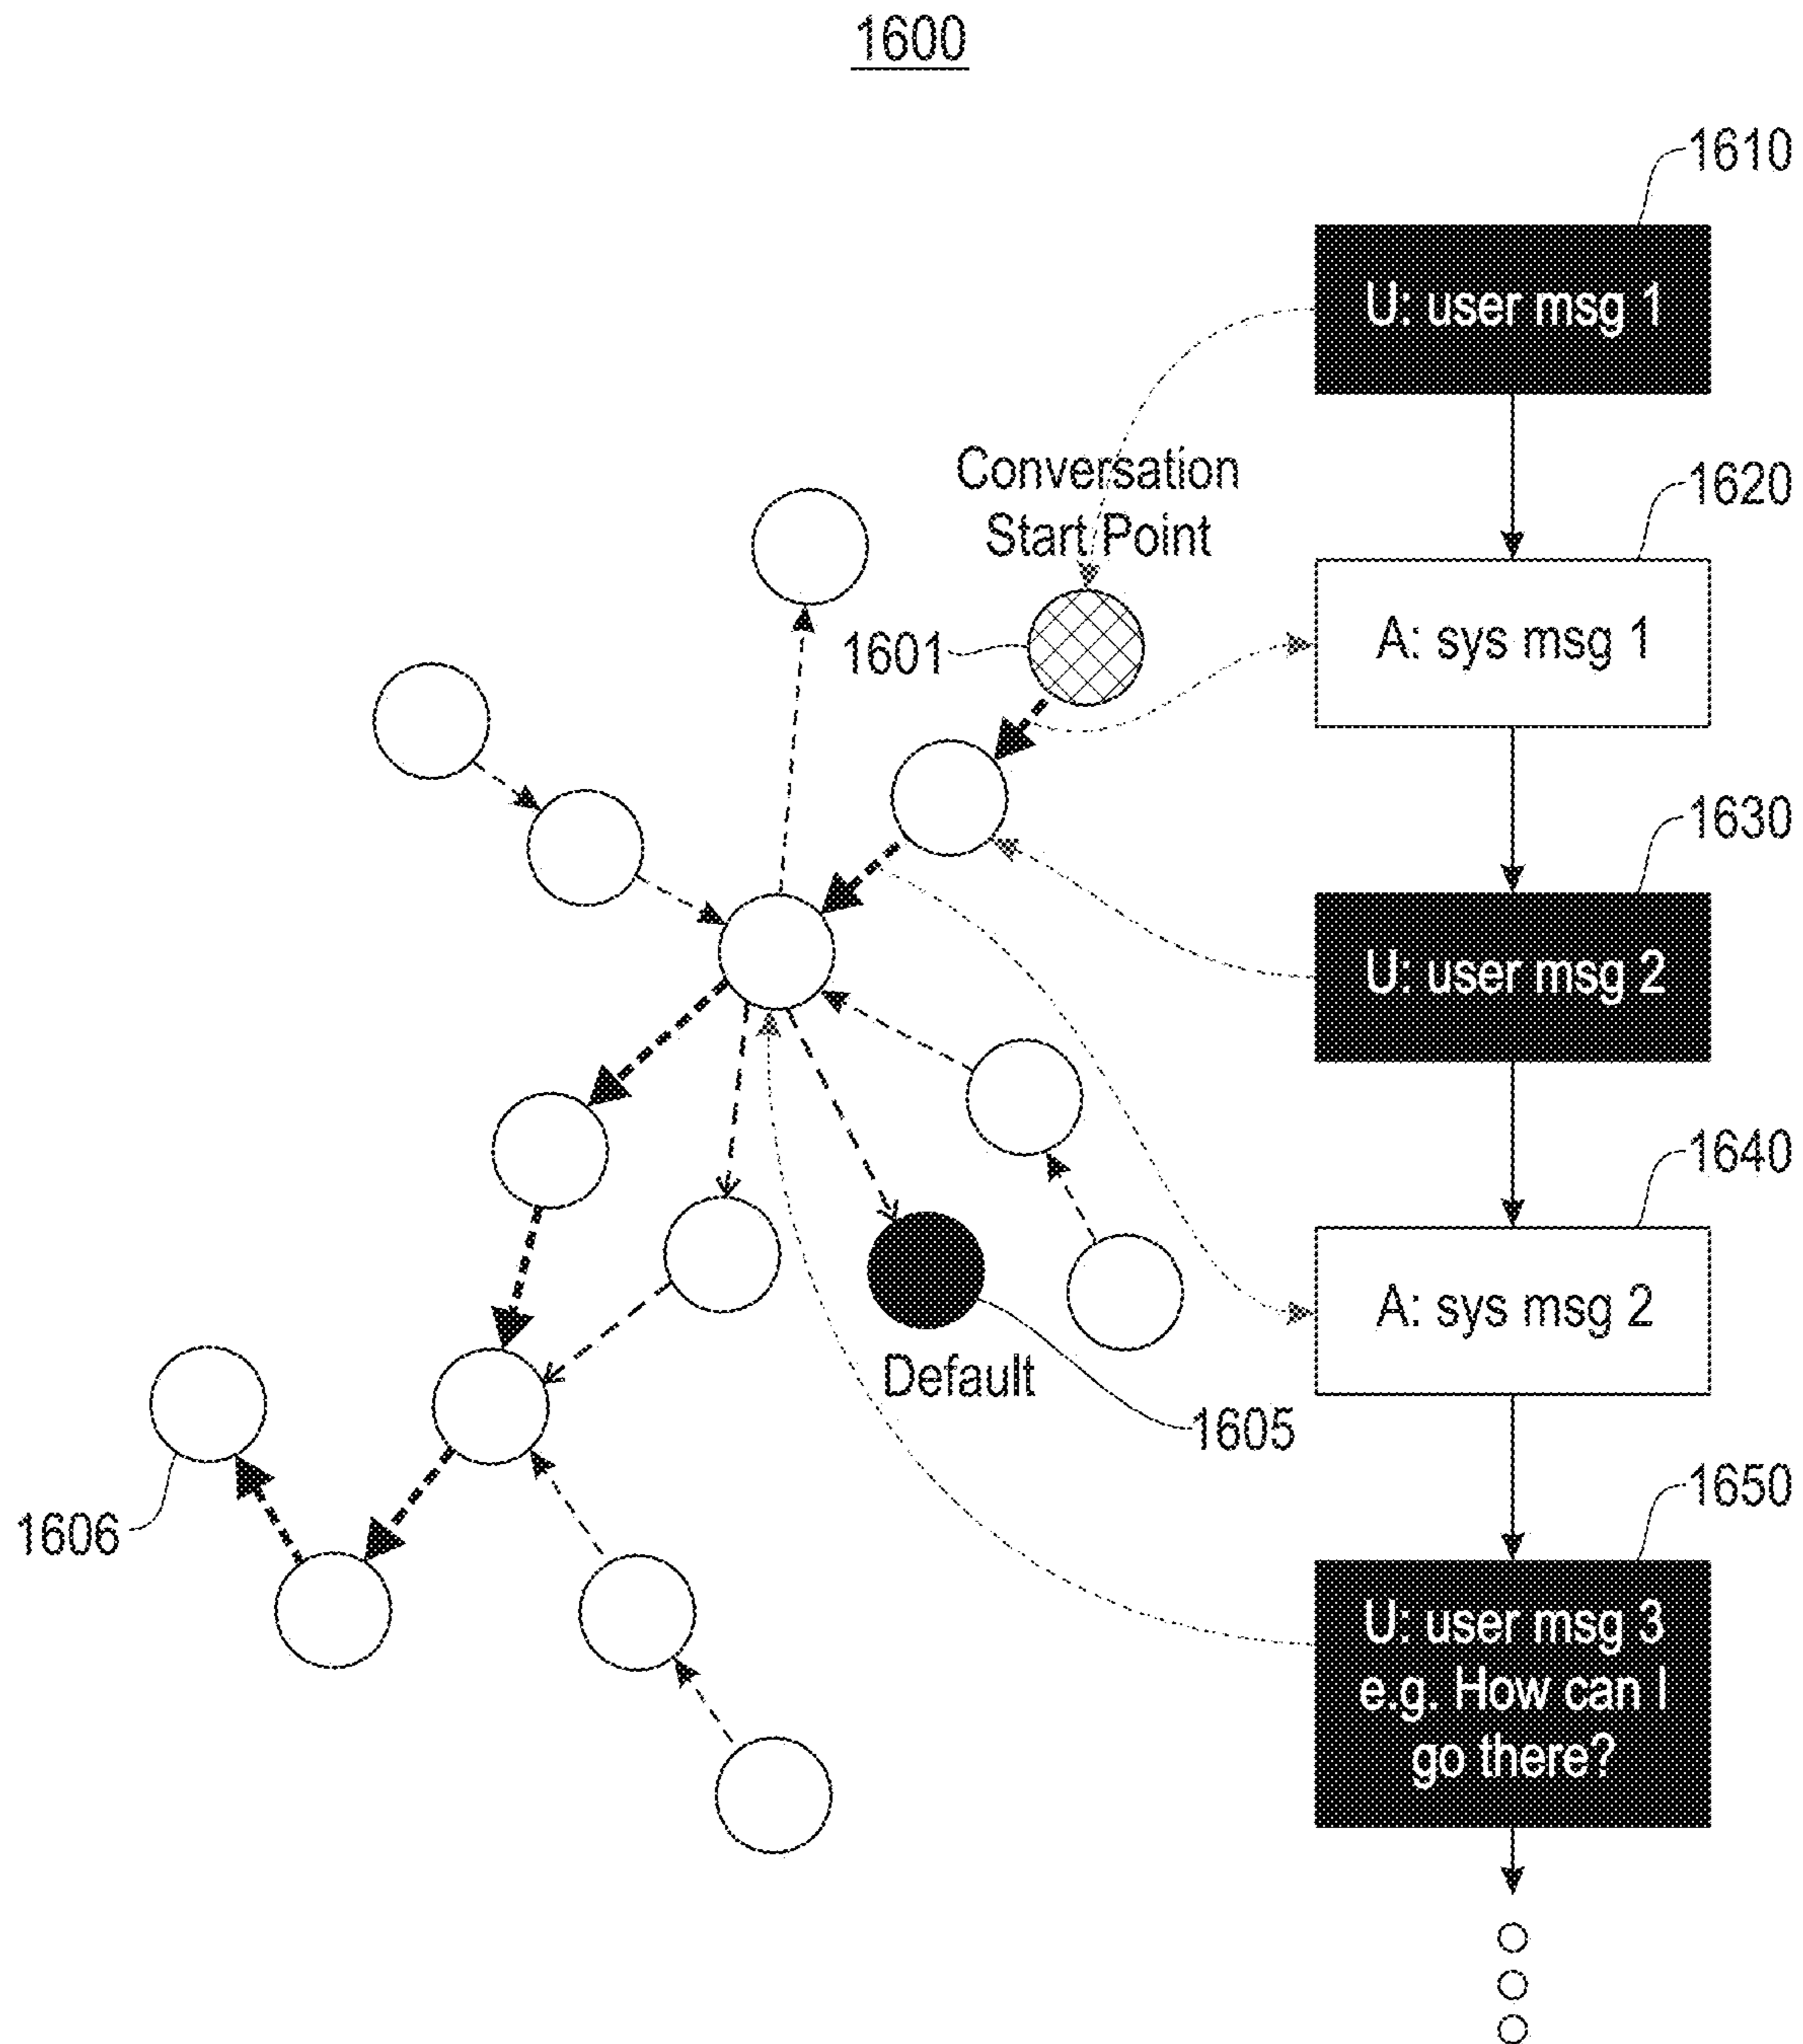 1600
1610
U: user msg 1
Conversation
Start Point
1620
1601
A: sys msg 1
1630
U: user msg 2
1640
A: sys msg 2
Default
1605
1650
1606
U: user msg 3
e.g. How can I
go there?